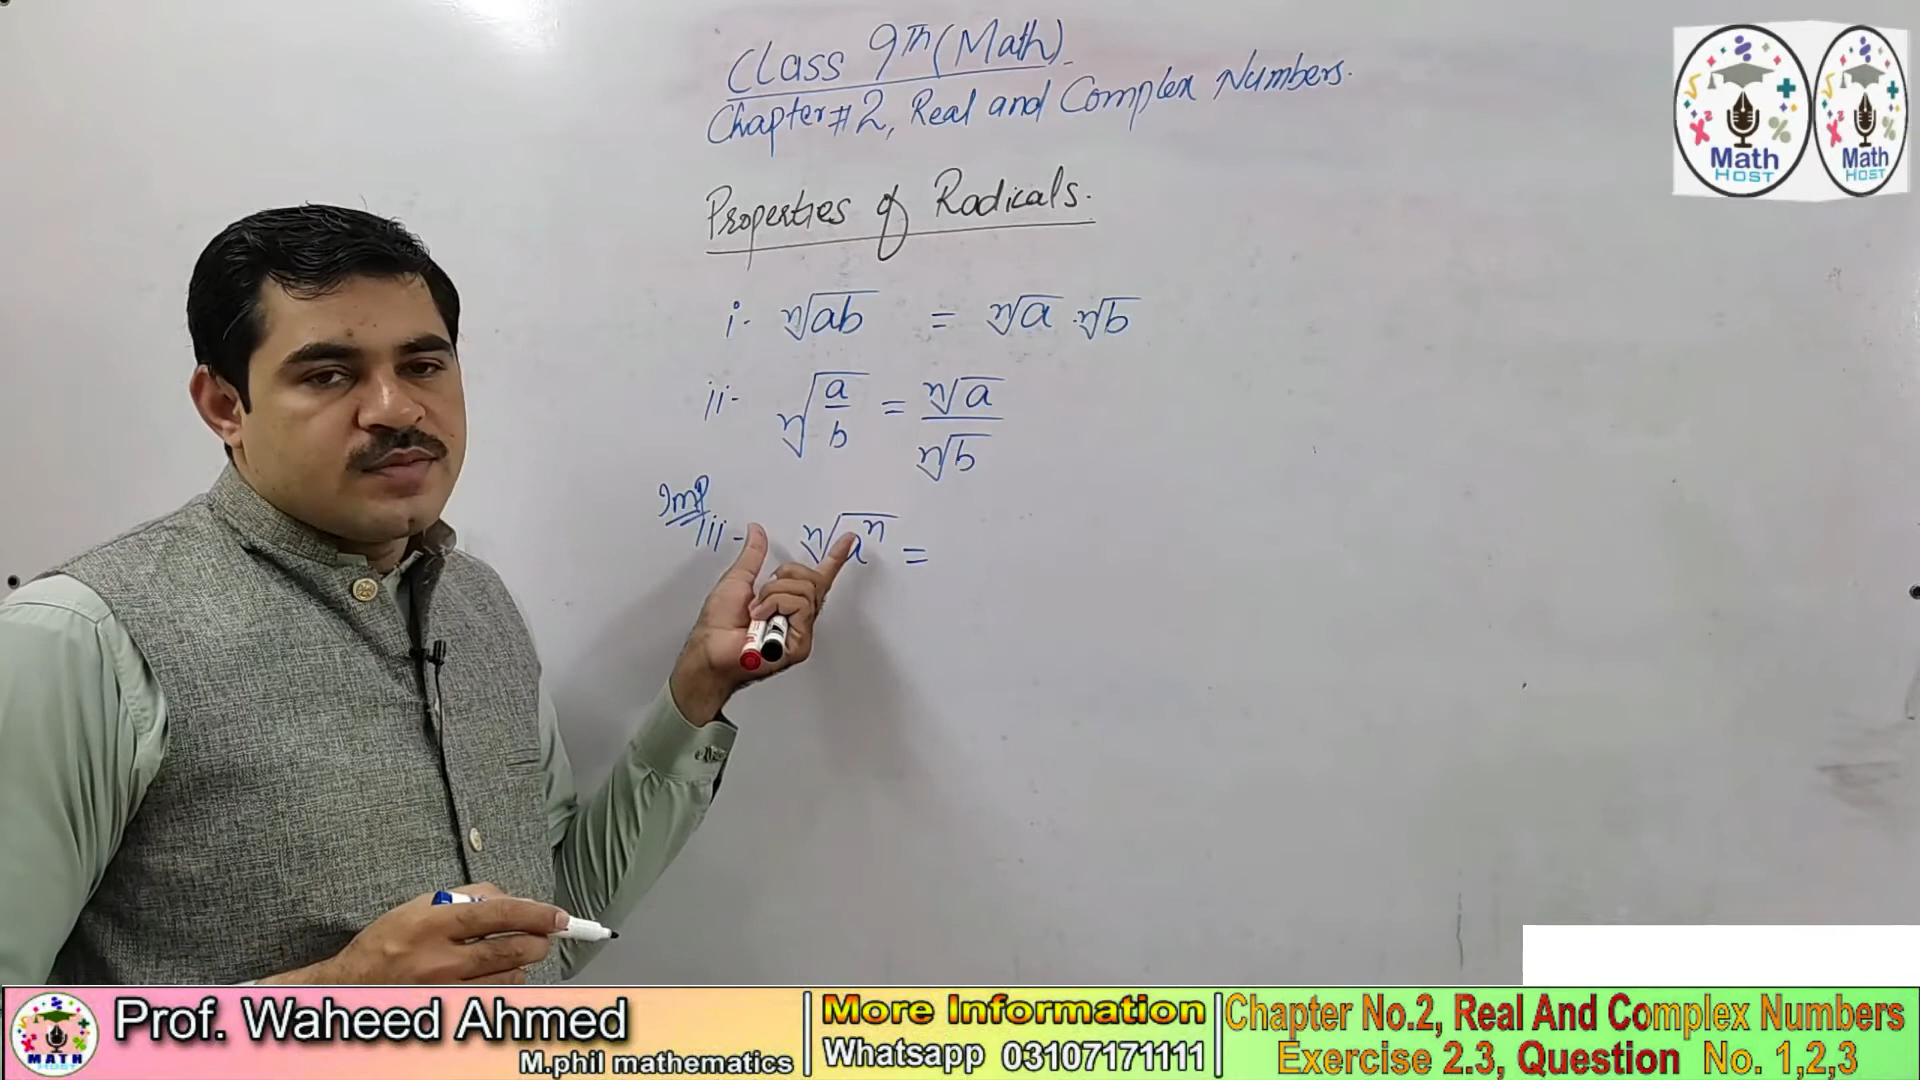 Class 9Th (Math)
Chapter # 2, Real and Complex Numbers.
Properties of Radicals.
i- ⁿ√ab = ⁿ√a · ⁿ√b
ii- ⁿ√(a/b) = ⁿ√a / ⁿ√b
Imp
iii- ⁿ√aⁿ =
Math
HOST
Math
HOST
MATH
HOST
Prof. Waheed Ahmed
M.phil mathematics
More Information
Whatsapp 03107171111
Chapter No.2, Real And Complex Numbers
Exercise 2.3, Question No. 1,2,3